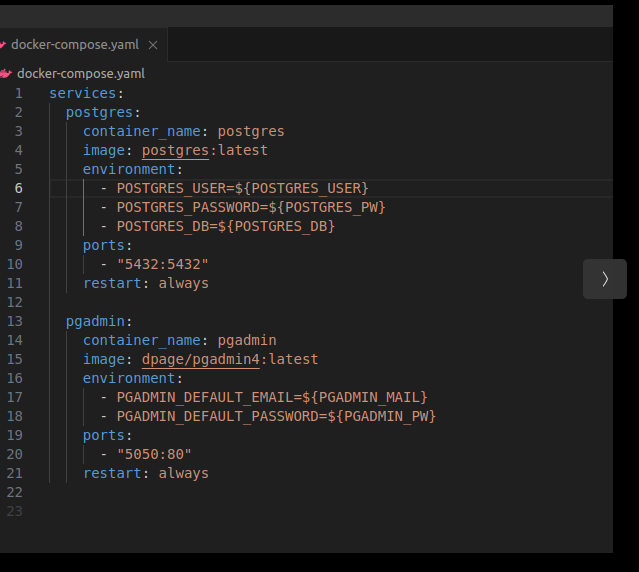 docker-compose.yaml ×
docker-compose.yaml
1 services:
2   postgres:
3     container_name: postgres
4     image: postgres:latest
5     environment:
6       - POSTGRES_USER=${POSTGRES_USER}
7       - POSTGRES_PASSWORD=${POSTGRES_PW}
8       - POSTGRES_DB=${POSTGRES_DB}
9     ports:
10       - "5432:5432"
11     restart: always
12
13   pgadmin:
14     container_name: pgadmin
15     image: dpage/pgadmin4:latest
16     environment:
17       - PGADMIN_DEFAULT_EMAIL=${PGADMIN_MAIL}
18       - PGADMIN_DEFAULT_PASSWORD=${PGADMIN_PW}
19     ports:
20       - "5050:80"
21     restart: always
22
23